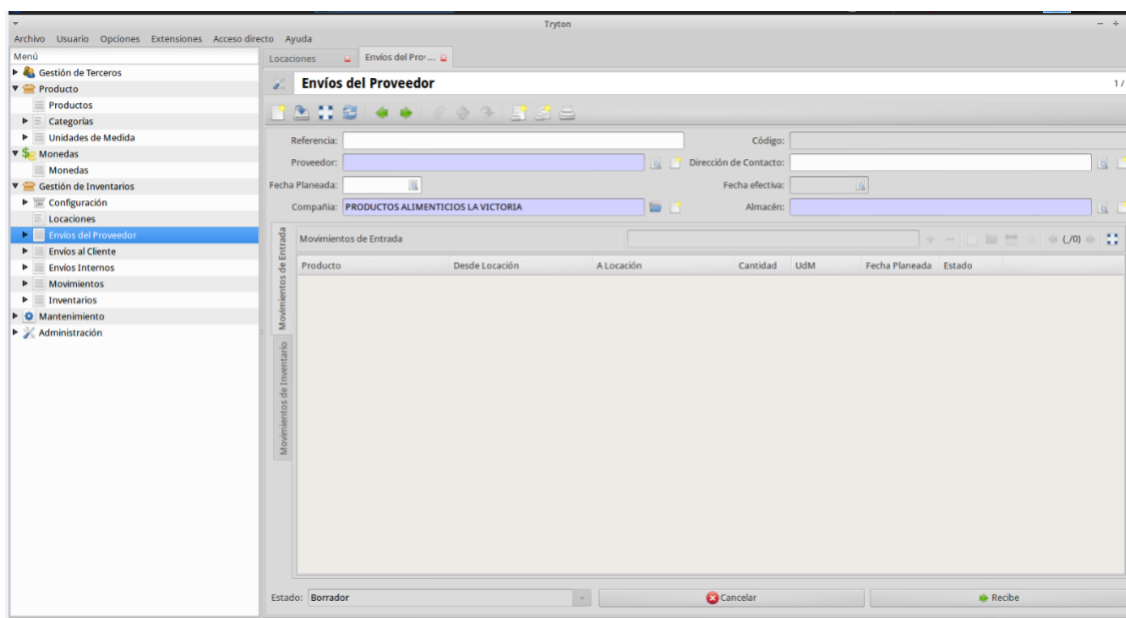 Tryton
Archivo Usuario Opciones Extensiones Acceso directo Ayuda
Menú
Gestión de Terceros
Producto
Productos
Categorías
Unidades de Medida
Monedas
Monedas
Gestión de Inventarios
Configuración
Locaciones
Envíos del Proveedor
Envíos al Cliente
Envíos Internos
Movimientos
Inventarios
Mantenimiento
Administración
Locaciones Envíos del Pro ...
Envíos del Proveedor 1/
Referencia: Código:
Proveedor: Dirección de Contacto:
Fecha Planeada: Fecha efectiva:
Compañia: PRODUCTOS ALIMENTICIOS LA VICTORIA Almacén:
Movimientos de Entrada
Movimientos de Inventario
Movimientos de Entrada (_/0)
Producto Desde Locación A Locación Cantidad UdM Fecha Planeada Estado
Estado: Borrador Cancelar Recibe